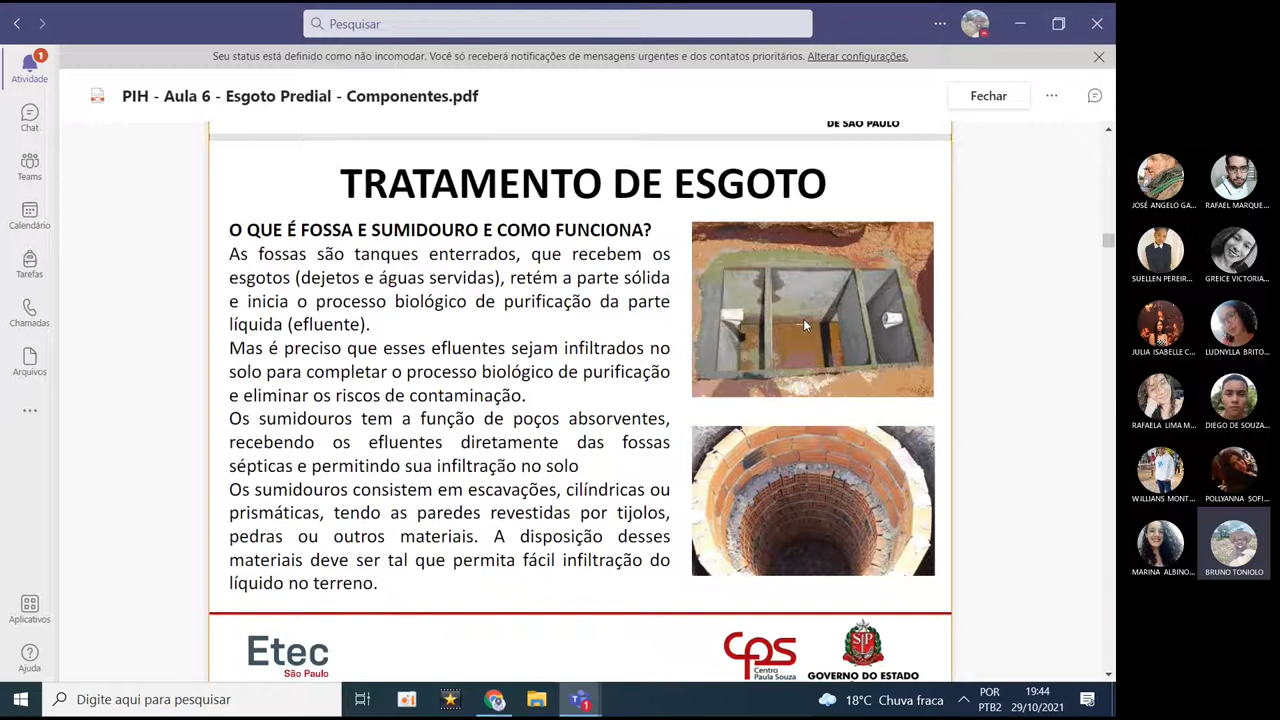 Pesquisar
Seu status está definido como não incomodar. Você só receberá notificações de mensagens urgentes e dos contatos prioritários. Alterar configurações.
1
Atividade
Chat
Teams
Calendário
Tarefas
Chamadas
Arquivos
Aplicativos
Ajuda
PIH - Aula 6 - Esgoto Predial - Componentes.pdf
Fechar
DE SÃO PAULO
TRATAMENTO DE ESGOTO
O QUE É FOSSA E SUMIDOURO E COMO FUNCIONA?
As fossas são tanques enterrados, que recebem os
esgotos (dejetos e águas servidas), retém a parte sólida
e inicia o processo biológico de purificação da parte
líquida (efluente).
Mas é preciso que esses efluentes sejam infiltrados no
solo para completar o processo biológico de purificação
e eliminar os riscos de contaminação.
Os sumidouros tem a função de poços absorventes,
recebendo os efluentes diretamente das fossas
sépticas e permitindo sua infiltração no solo
Os sumidouros consistem em escavações, cilíndricas ou
prismáticas, tendo as paredes revestidas por tijolos,
pedras ou outros materiais. A disposição desses
materiais deve ser tal que permita fácil infiltração do
líquido no terreno.
Etec
São Paulo
cps
Centro
Paula Souza
SP
GOVERNO DO ESTADO
JOSÉ ANGELO GA...
RAFAEL MARQUE...
SUELLEN PEREIR...
GREICE VICTORIA...
JULIA ISABELLE C...
LUDNYLLA BRITO...
RAFAELA LIMA M...
DIEGO DE SOUZA...
WILLIANS MONT...
POLLYANNA SOFI...
MARINA ALBINO...
BRUNO TONIOLO
Digite aqui para pesquisar
1
18°C Chuva fraca
POR
PTB2
19:44
29/10/2021